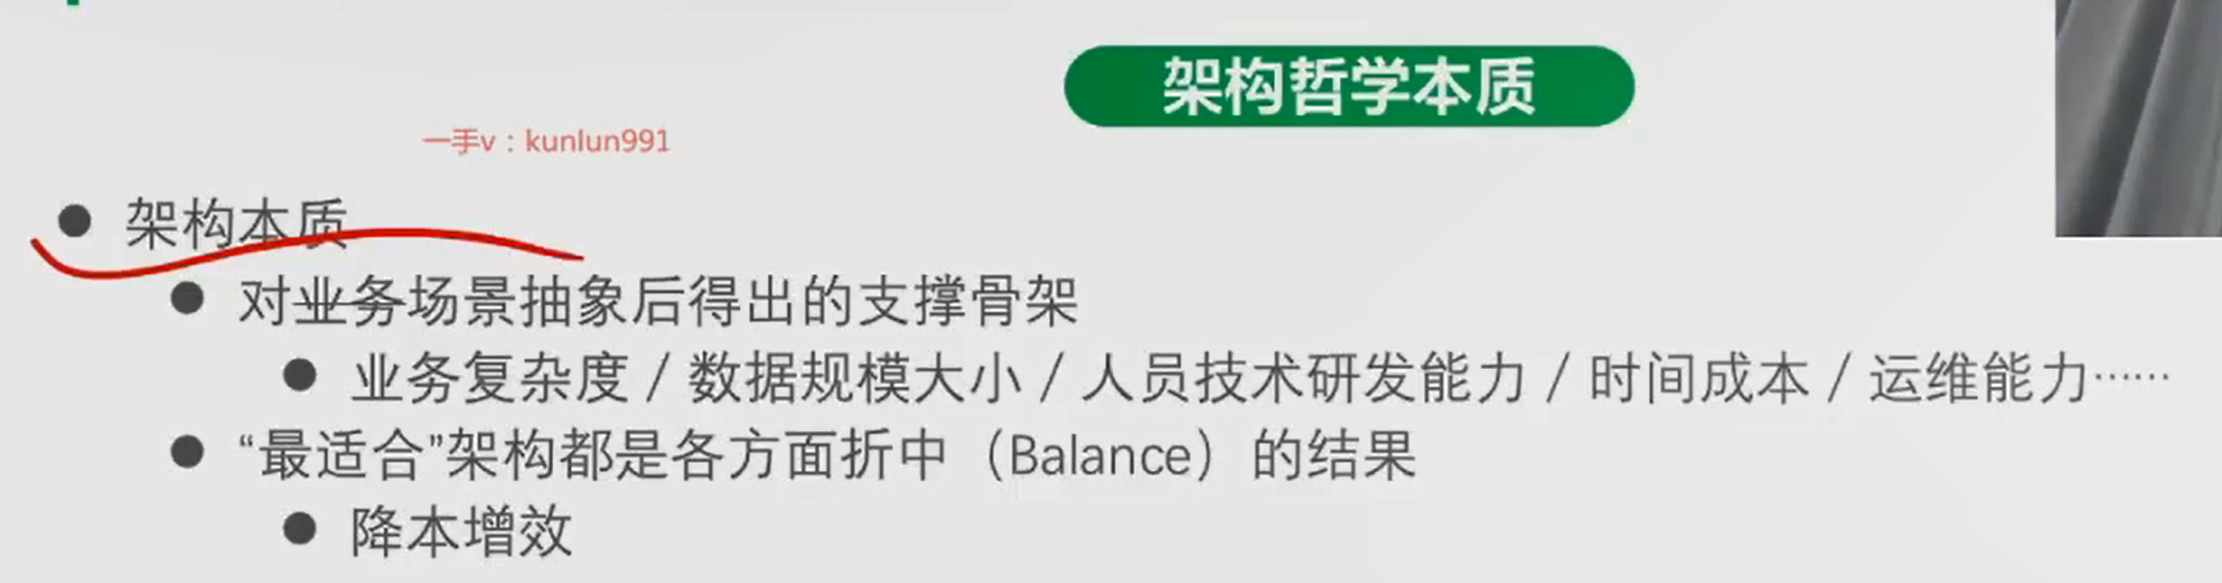 架构哲学本质
一手v：kunlun991
架构本质
对业务场景抽象后得出的支撑骨架
业务复杂度 / 数据规模大小 / 人员技术研发能力 / 时间成本 / 运维能力……
“最适合”架构都是各方面折中（Balance）的结果
降本增效